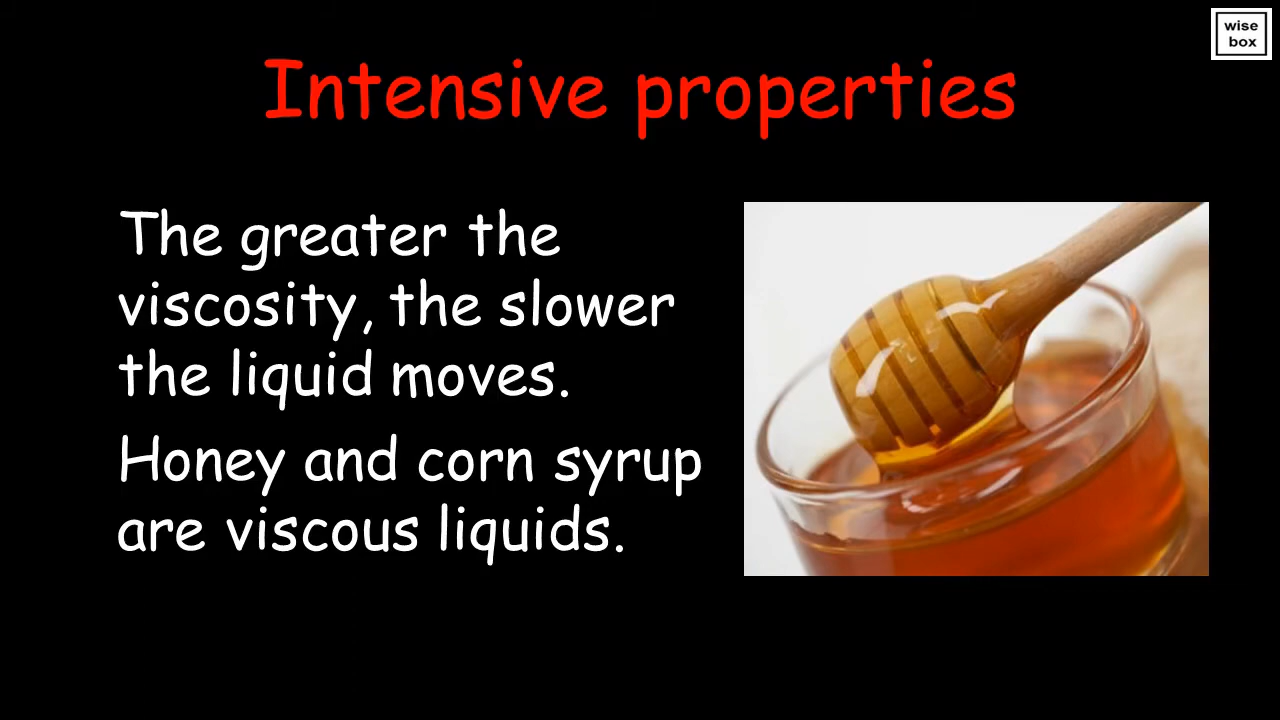 wise
box
Intensive properties
The greater the
viscosity, the slower
the liquid moves.
Honey and corn syrup
are viscous liquids.